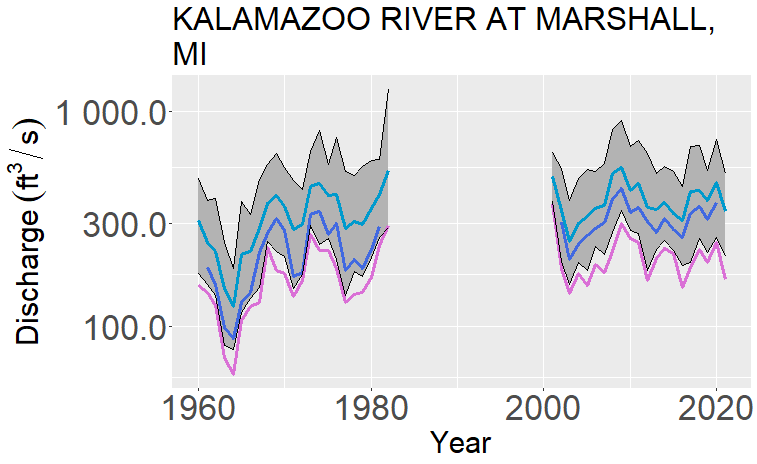 KALAMAZOO RIVER AT MARSHALL,
MI
Discharge (ft³/s)
1 000.0
300.0
100.0
1960 1980 2000 2020
Year